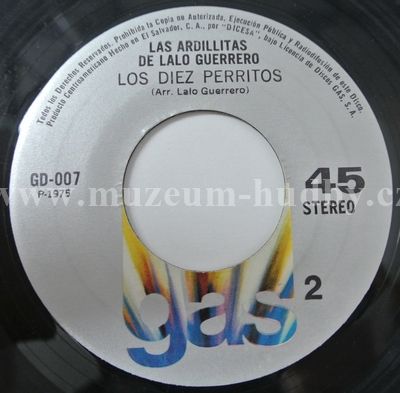 Prohibida la Copia no Autorizada, Ejecución Pública y Radiodifusión de este Disco.
Todos los Derechos Reservados. Hecho en El Salvador, C. A., por "DICESA", bajo Licencia de Discos GAS, S. A.
Producto Centroamericano
LAS ARDILLITAS
DE LALO GUERRERO
LOS DIEZ PERRITOS
(Arr. Lalo Guerrero)
www.muzeum-hudby.cz
GD-007
P-1975
45
STEREO
2
gas